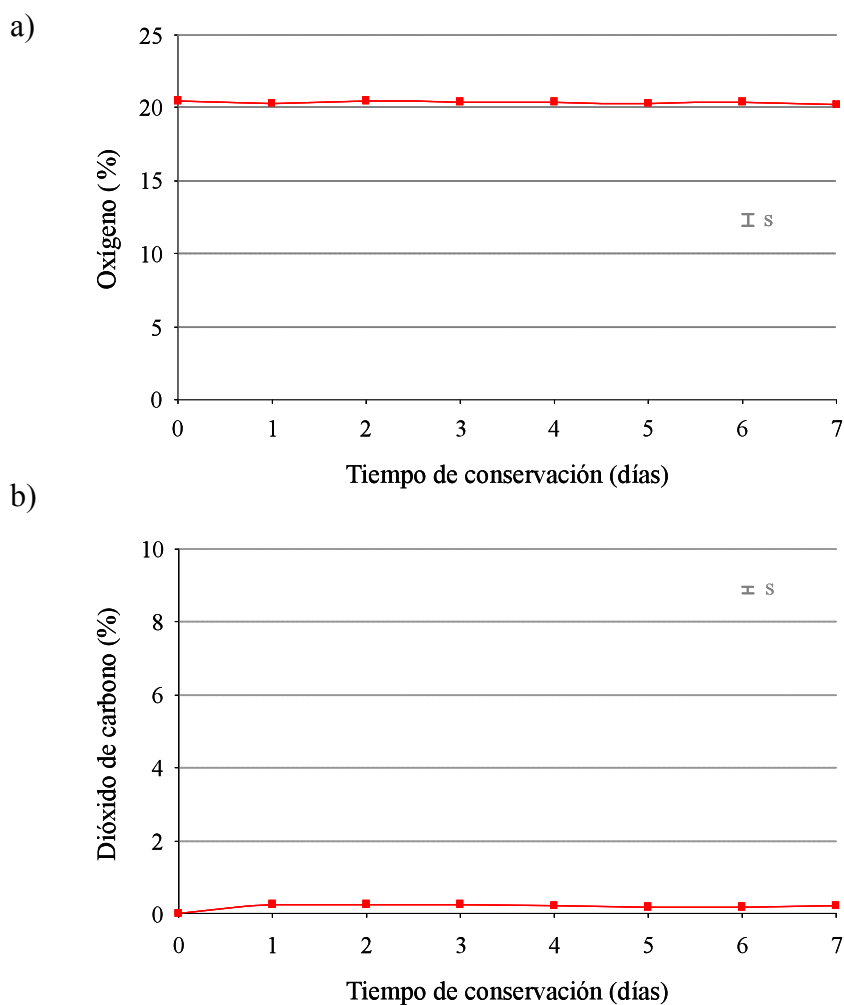 a)
25
20
15
10
5
0
Oxígeno ( %)
s
0 1 2 3 4 5 6 7
Tiempo de conservación (días)
b)
10
8
6
4
2
0
Dióxido de carbono (%)
s
0 1 2 3 4 5 6 7
Tiempo de conservación (días)